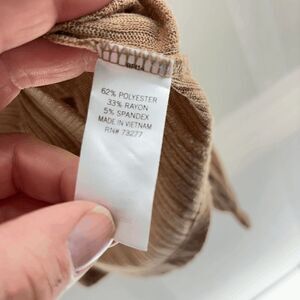 62% POLYESTER
33% RAYON
5% SPANDEX
MADE IN VIETNAM
RN# 73277